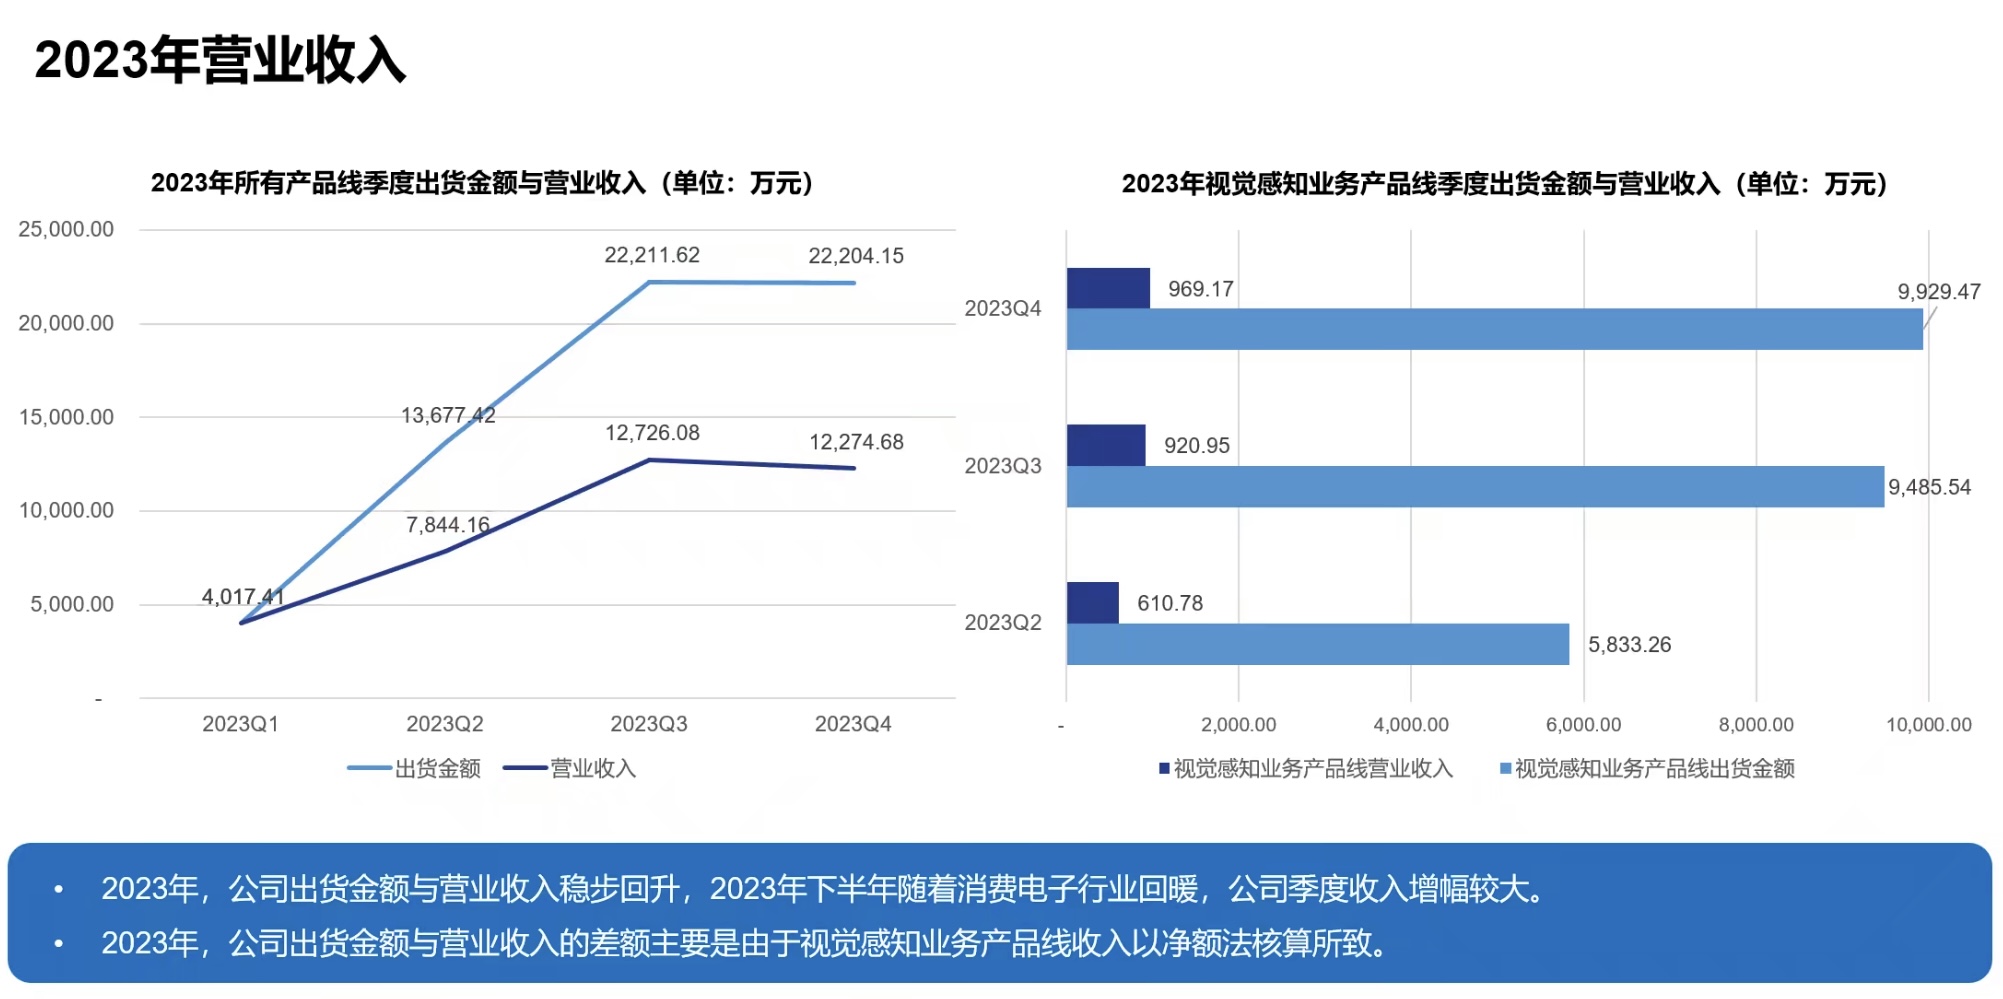 2023年营业收入
2023年所有产品线季度出货金额与营业收入（单位：万元）
25,000.00
20,000.00
15,000.00
10,000.00
5,000.00
-
22,211.62
22,204.15
13,677.42
12,726.08
12,274.68
7,844.16
4,017.41
2023Q1
2023Q2
2023Q3
2023Q4
出货金额
营业收入
2023年视觉感知业务产品线季度出货金额与营业收入（单位：万元）
2023Q4
969.17
9,929.47
2023Q3
920.95
9,485.54
2023Q2
610.78
5,833.26
-
2,000.00
4,000.00
6,000.00
8,000.00
10,000.00
视觉感知业务产品线营业收入
视觉感知业务产品线出货金额
• 2023年，公司出货金额与营业收入稳步回升，2023年下半年随着消费电子行业回暖，公司季度收入增幅较大。
• 2023年，公司出货金额与营业收入的差额主要是由于视觉感知业务产品线收入以净额法核算所致。